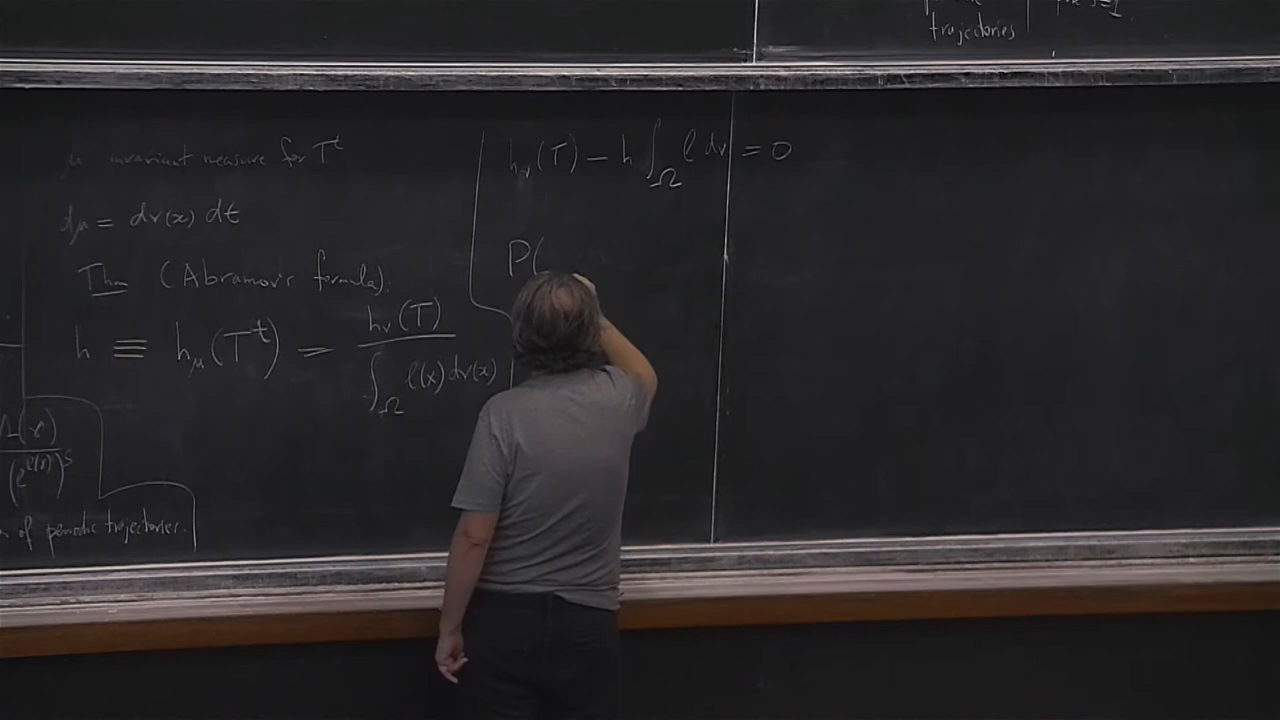 trajectories
μ invariant measure for T^t
dμ = dν(x) dt
Thm (Abramov's formula).
h ≡ h_μ(T^t) = h_ν(T) / ∫_Ω ℓ(x) dν(x)
(e^{ℓ(γ)})^s
of periodic trajectories.
h_ν(T) − h ∫_Ω ℓ dν = 0
P(